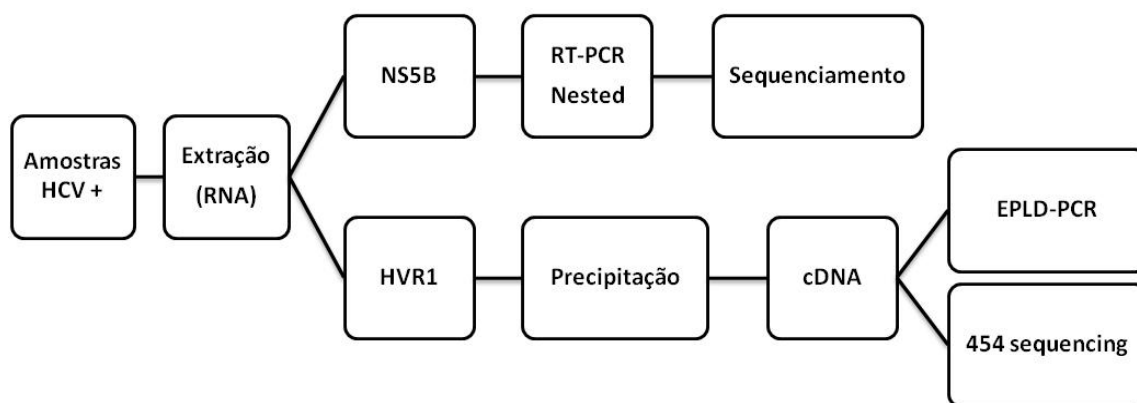 Amostras
HCV +
Extração
(RNA)
NS5B
RT-PCR
Nested
Sequenciamento
HVR1
Precipitação
cDNA
EPLD-PCR
454 sequencing